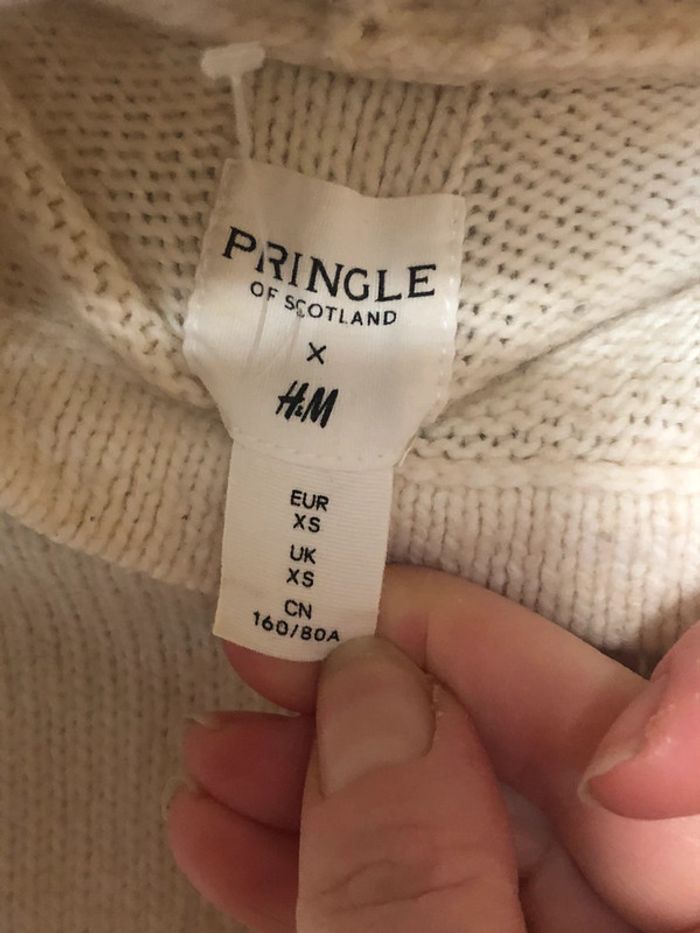 PRINGLE
OF SCOTLAND
X
H&M
EUR
XS
UK
XS
CN
160/80A